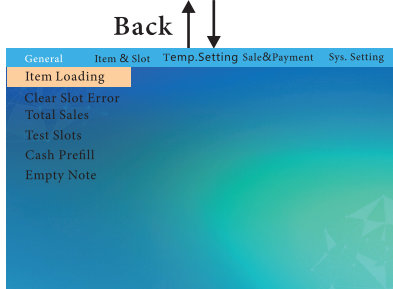 Back
General Item & Slot Temp.Setting Sale&Payment Sys. Setting
Item Loading
Clear Slot Error
Total Sales
Test Slots
Cash Prefill
Empty Note